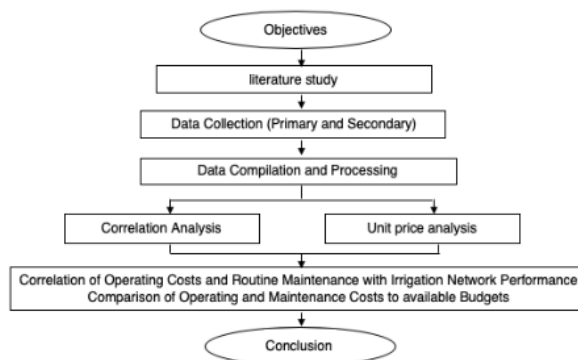 Objectives
literature study
Data Collection (Primary and Secondary)
Data Compilation and Processing
Correlation Analysis
Unit price analysis
Correlation of Operating Costs and Routine Maintenance with Irrigation Network Performance
Comparison of Operating and Maintenance Costs to available Budgets
Conclusion